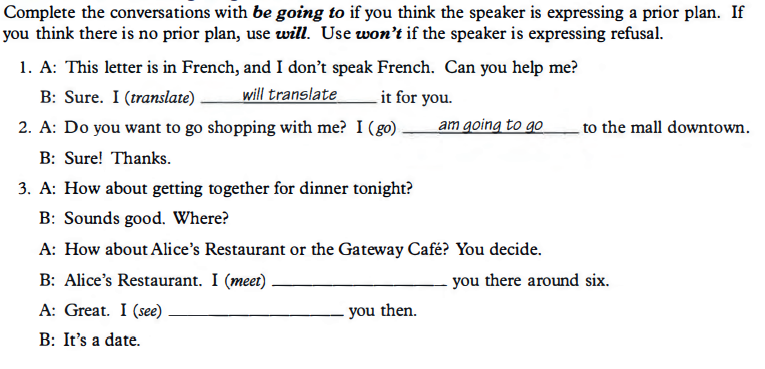 Complete the conversations with be going to if you think the speaker is expressing a prior plan. If
you think there is no prior plan, use will. Use won't if the speaker is expressing refusal.
1. A: This letter is in French, and I don't speak French. Can you help me?
B: Sure. I (translate) will translate it for you.
2. A: Do you want to go shopping with me? I (go) am going to go to the mall downtown.
B: Sure! Thanks.
3. A: How about getting together for dinner tonight?
B: Sounds good. Where?
A: How about Alice's Restaurant or the Gateway Café? You decide.
B: Alice's Restaurant. I (meet) ____________________ you there around six.
A: Great. I (see) ____________________ you then.
B: It's a date.